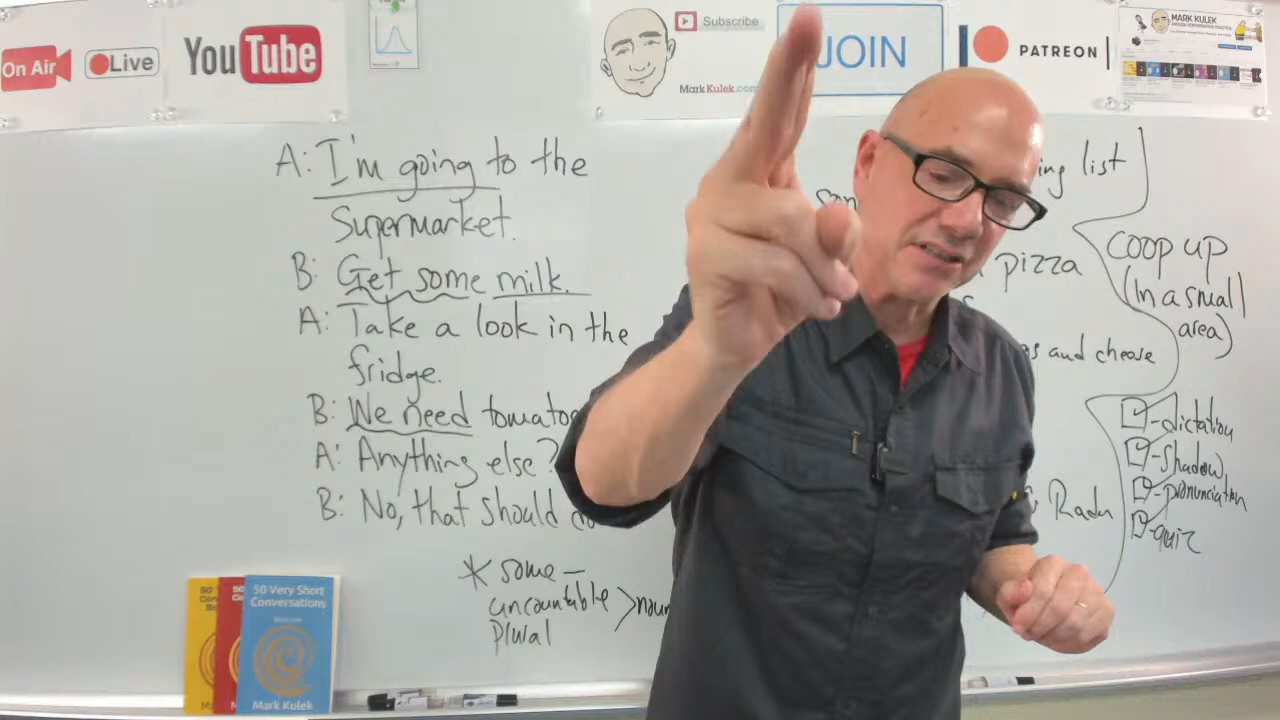 On Air
Live
YouTube
Subscribe
MarkKulek.com
JOIN
PATREON
MARK KULEK
A: I'm going to the
Supermarket.
B: Get some milk.
A: Take a look in the
fridge.
B: We need
A: Anything else?
B: No, that should
* some –
uncountable
plural
list
pizza
and cheese
coop up
(In a small
area)
- dictation
- shadow
- pronunciation
- quiz
50 Very Short
Conversations
Mark Kulek